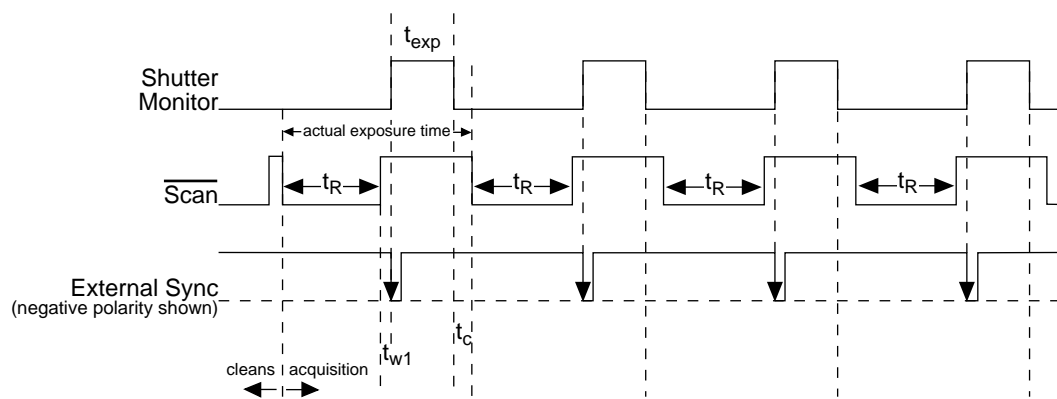 t_exp
Shutter
Monitor
actual exposure time
Scan
t_R
t_R
t_R
t_R
External Sync
(negative polarity shown)
t_w1
t_c
cleans
acquisition